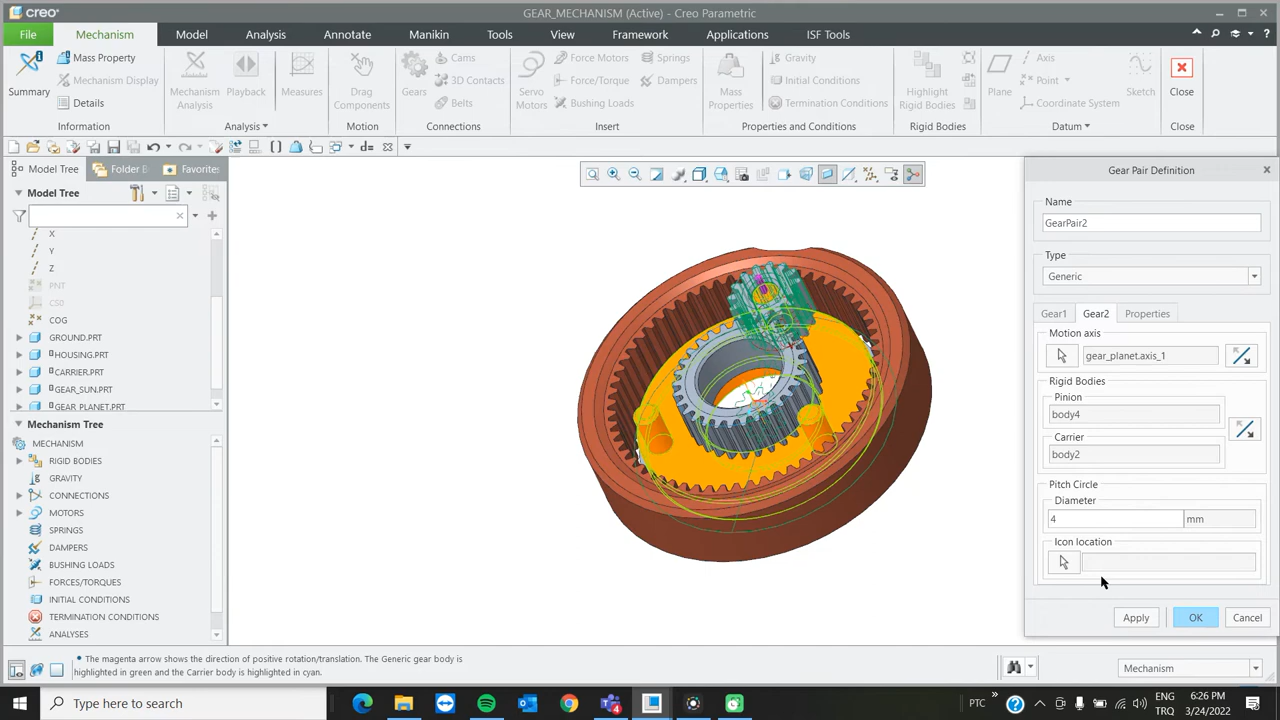 creo
GEAR_MECHANISM (Active) - Creo Parametric
File
Mechanism
Model
Analysis
Annotate
Tools
View
Manikin
Framework
Applications
ISF Tools
Summary
Mass Property
Mechanism Display
Details
Information
Mechanism Analysis
Playback
Measures
Analysis
Drag Components
Motion
Gears
Cams
3D Contacts
Belts
Connections
Servo Motors
Force Motors
Force/Torque
Bushing Loads
Springs
Dampers
Insert
Mass Properties
Gravity
Initial Conditions
Termination Conditions
Properties and Conditions
Highlight Rigid Bodies
Rigid Bodies
Plane
Axis
Point
Coordinate System
Sketch
Datum
Close
Close
Model Tree
Folder B
Favorites
Model Tree
X
Y
Z
PNT
CS0
COG
GROUND.PRT
HOUSING.PRT
CARRIER.PRT
GEAR_SUN.PRT
GEAR_PLANET.PRT
Mechanism Tree
MECHANISM
RIGID BODIES
GRAVITY
CONNECTIONS
MOTORS
SPRINGS
DAMPERS
BUSHING LOADS
FORCES/TORQUES
INITIAL CONDITIONS
TERMINATION CONDITIONS
ANALYSES
Gear Pair Definition
Name
GearPair2
Type
Generic
Gear1
Gear2
Properties
Motion axis
gear_planet.axis_1
Rigid Bodies
Pinion
body4
Carrier
body2
Pitch Circle
Diameter
4
mm
Icon location
Apply
OK
Cancel
• The magenta arrow shows the direction of positive rotation/translation. The Generic gear body is
highlighted in green and the Carrier body is highlighted in cyan.
Mechanism
Type here to search
PTC
ENG
TRQ
6:26 PM
3/24/2022